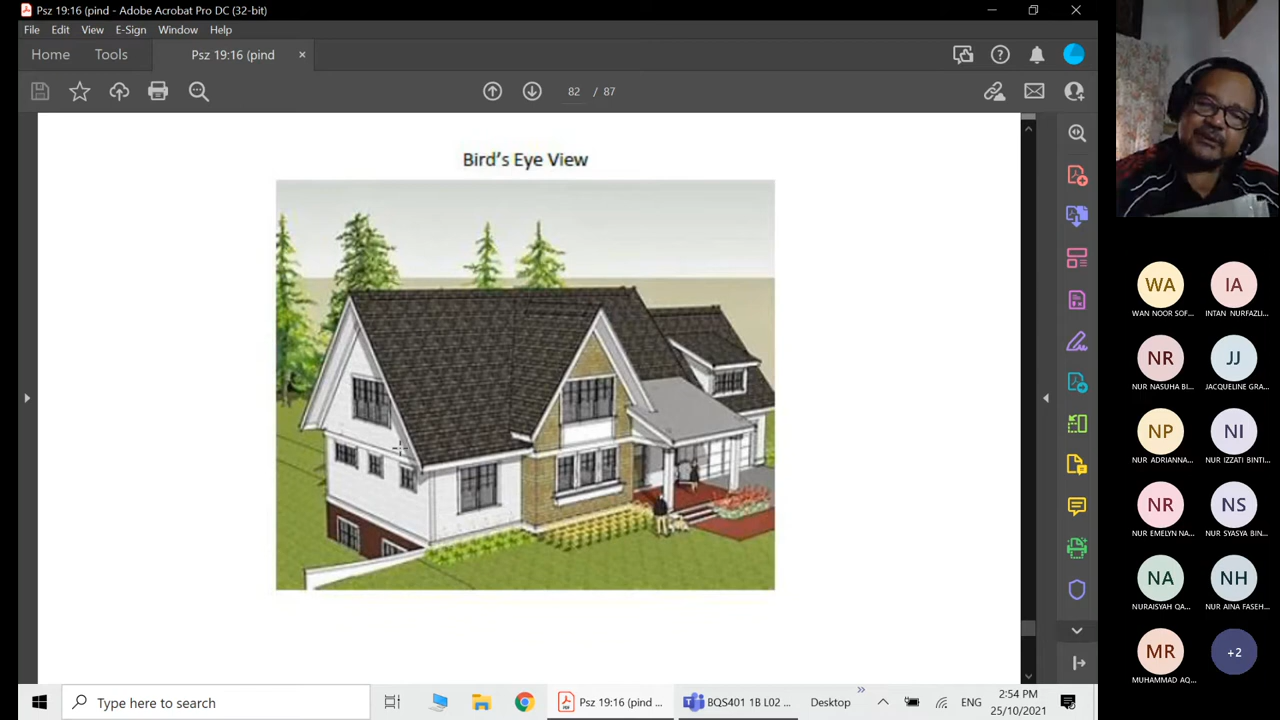 Psz 19:16 (pind - Adobe Acrobat Pro DC (32-bit)
File Edit View E-Sign Window Help
Home Tools Psz 19:16 (pind ×
82 / 87
Bird's Eye View
WA IA
WAN NOOR SOF... INTAN NURFAZLI...
NR JJ
NUR NASUHA BI... JACQUELINE GRA...
NP NI
NUR ADRIANNA... NUR IZZATI BINTI...
NR NS
NUR EMELYN NA... NUR SYASYA BIN...
NA NH
NURAISYAH QA... NUR AINA FASEH...
MR +2
MUHAMMAD AQ...
Type here to search
Psz 19:16 (pind ...
BQS401 1B L02 ...
Desktop
ENG
2:54 PM
25/10/2021